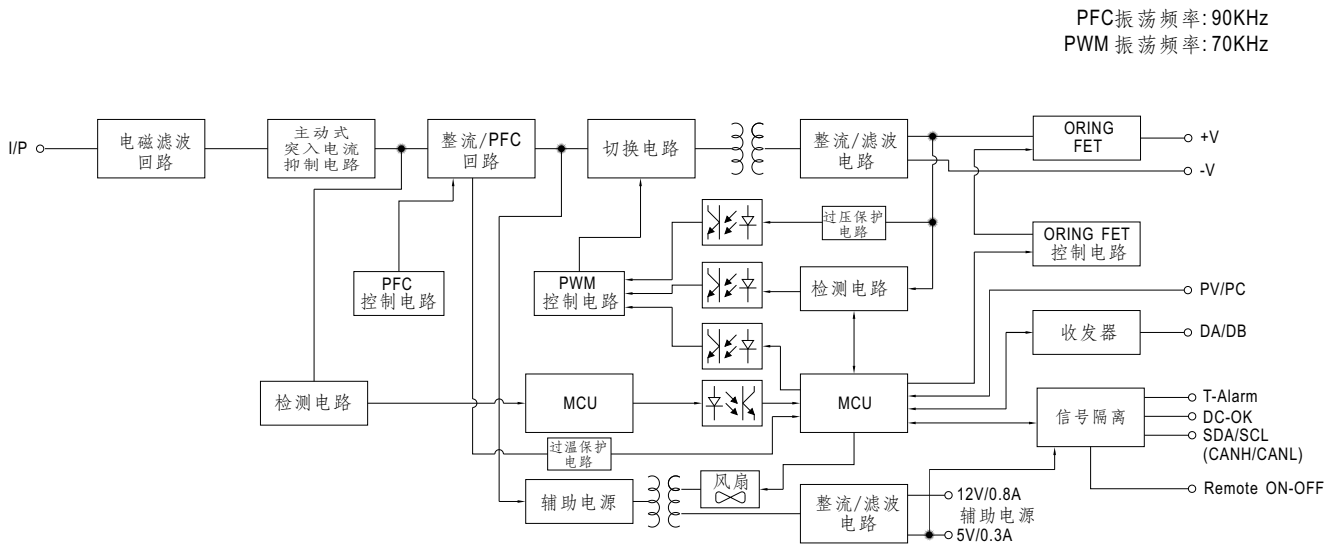 PFC振荡频率: 90KHz
PWM 振荡频率: 70KHz
I/P
电磁滤波
回路
主动式
突入电流
抑制电路
整流/PFC
回路
切换电路
整流/滤波
电路
ORING
FET
+V
-V
过压保护
电路
ORING FET
控制电路
PFC
控制电路
PWM
控制电路
检测电路
PV/PC
收发器
DA/DB
检测电路
MCU
MCU
信号隔离
T-Alarm
DC-OK
SDA/SCL
(CANH/CANL)
过温保护
电路
风扇
辅助电源
整流/滤波
电路
12V/0.8A
辅助电源
5V/0.3A
Remote ON-OFF